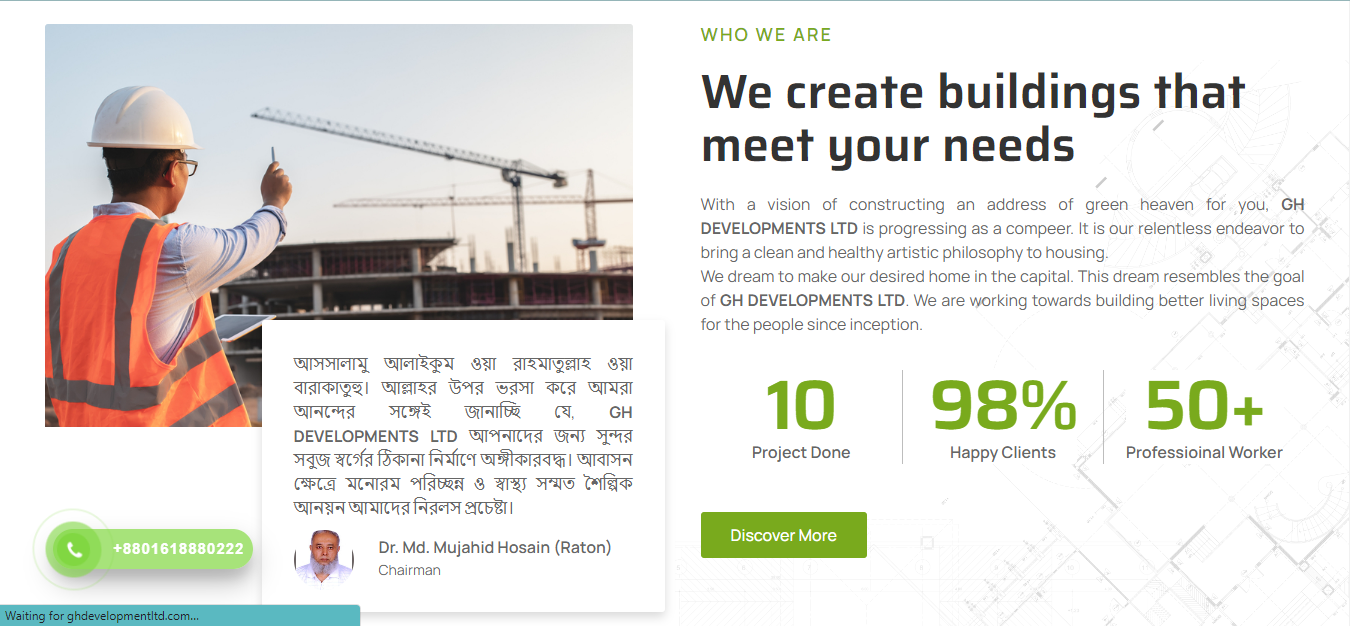 WHO WE ARE
We create buildings that
meet your needs
With a vision of constructing an address of green heaven for you, GH
DEVELOPMENTS LTD is progressing as a compeer. It is our relentless endeavor to
bring a clean and healthy artistic philosophy to housing.
We dream to make our desired home in the capital. This dream resembles the goal
of GH DEVELOPMENTS LTD. We are working towards building better living spaces
for the people since inception.
আসসালামু আলাইকুম ওয়া রাহমাতুল্লাহ ওয়া
বারাকাতুহু। আল্লাহর উপর ভরসা করে আমরা
আনন্দের সঙ্গেই জানাচ্ছি যে, GH
DEVELOPMENTS LTD আপনাদের জন্য সুন্দর
সবুজ স্বর্গের ঠিকানা নির্মাণে অঙ্গীকারবদ্ধ। আবাসন
ক্ষেত্রে মনোরম পরিচ্ছন্ন ও স্বাস্থ্য সম্মত শৈল্পিক
আনয়ন আমাদের নিরলস প্রচেষ্টা।
Dr. Md. Mujahid Hosain (Raton)
Chairman
10
Project Done
98%
Happy Clients
50+
Professioinal Worker
Discover More
+8801618880222
Waiting for ghdevelopmentltd.com...